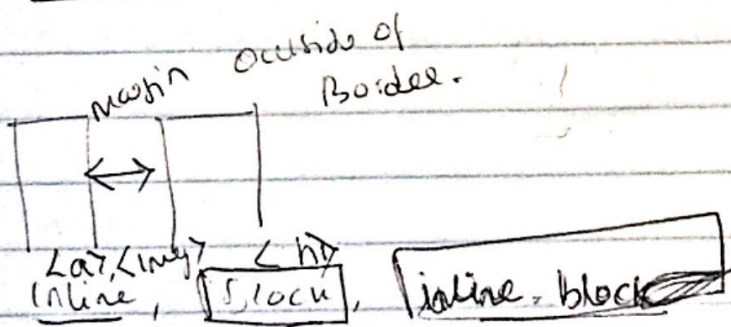 margin outside of
Border.
<a>, <img> <h1>
inline, block, inline-block